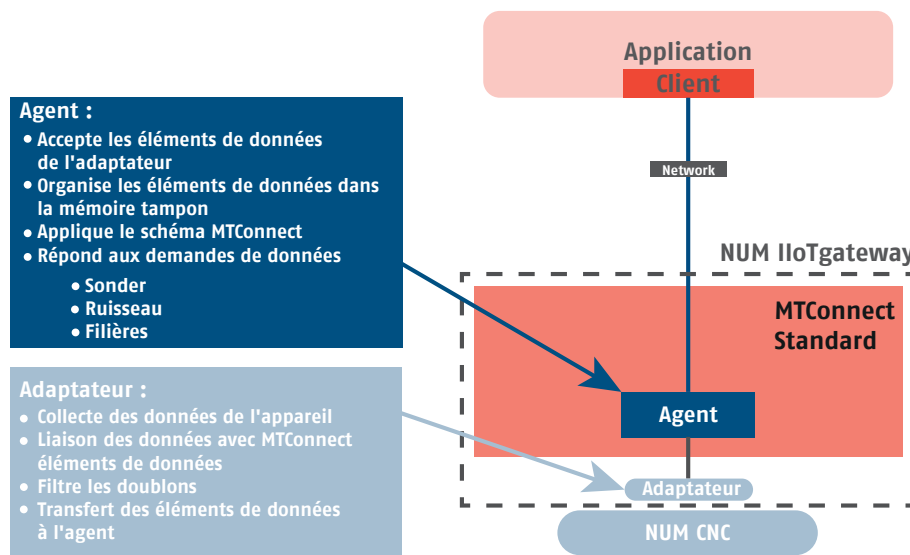 Application
Client
Network
NUM IIoTgateway
MTConnect
Standard
Agent
Adaptateur
NUM CNC
Agent :
• Accepte les éléments de données
de l'adaptateur
• Organise les éléments de données dans
la mémoire tampon
• Applique le schéma MTConnect
• Répond aux demandes de données
• Sonder
• Ruisseau
• Filières
Adaptateur :
• Collecte des données de l'appareil
• Liaison des données avec MTConnect
éléments de données
• Filtre les doublons
• Transfert des éléments de données
à l'agent